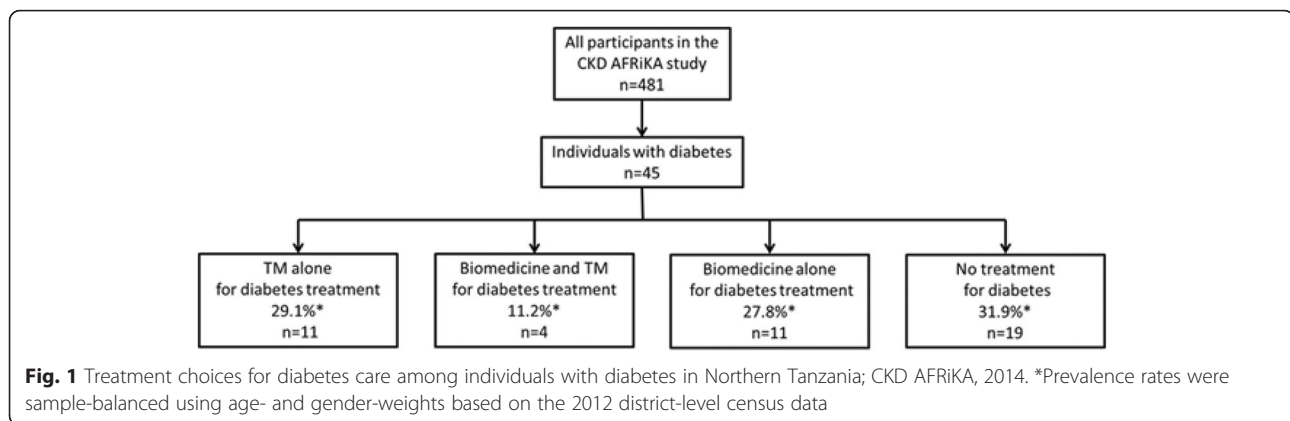 All participants in the
CKD AFRiKA study
n=481
Individuals with diabetes
n=45
TM alone
for diabetes treatment
29.1%*
n=11
Biomedicine and TM
for diabetes treatment
11.2%*
n=4
Biomedicine alone
for diabetes treatment
27.8%*
n=11
No treatment
for diabetes
31.9%*
n=19
Fig. 1 Treatment choices for diabetes care among individuals with diabetes in Northern Tanzania; CKD AFRiKA, 2014. *Prevalence rates were
sample-balanced using age- and gender-weights based on the 2012 district-level census data